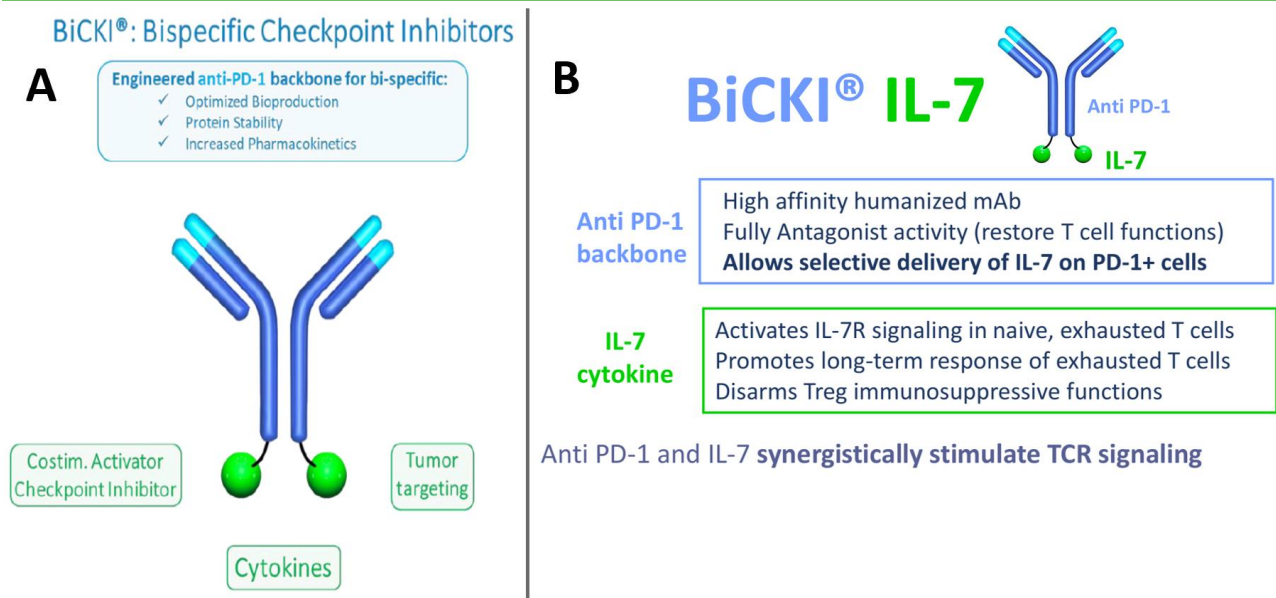 BiCKI®: Bispecific Checkpoint Inhibitors
A
Engineered anti-PD-1 backbone for bi-specific:
✓ Optimized Bioproduction
✓ Protein Stability
✓ Increased Pharmacokinetics
Costim. Activator
Checkpoint Inhibitor
Tumor
targeting
Cytokines
B
BiCKI® IL-7
Anti PD-1
IL-7
Anti PD-1
backbone
High affinity humanized mAb
Fully Antagonist activity (restore T cell functions)
Allows selective delivery of IL-7 on PD-1+ cells
IL-7
cytokine
Activates IL-7R signaling in naive, exhausted T cells
Promotes long-term response of exhausted T cells
Disarms Treg immunosuppressive functions
Anti PD-1 and IL-7 synergistically stimulate TCR signaling